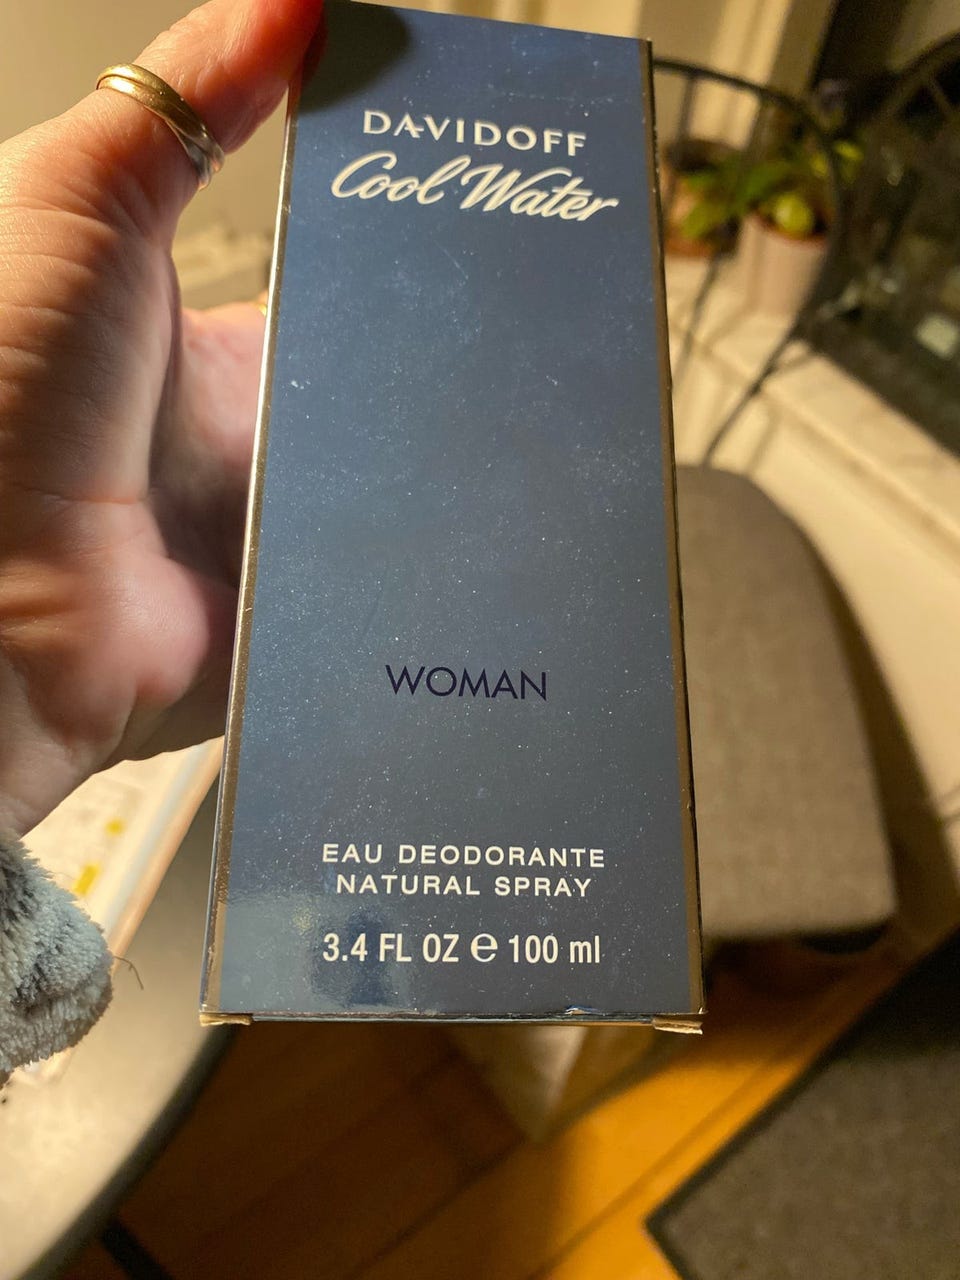 DAVIDOFF
Cool Water
WOMAN
EAU DEODORANTE
NATURAL SPRAY
3.4 FL OZ ℮ 100 ml